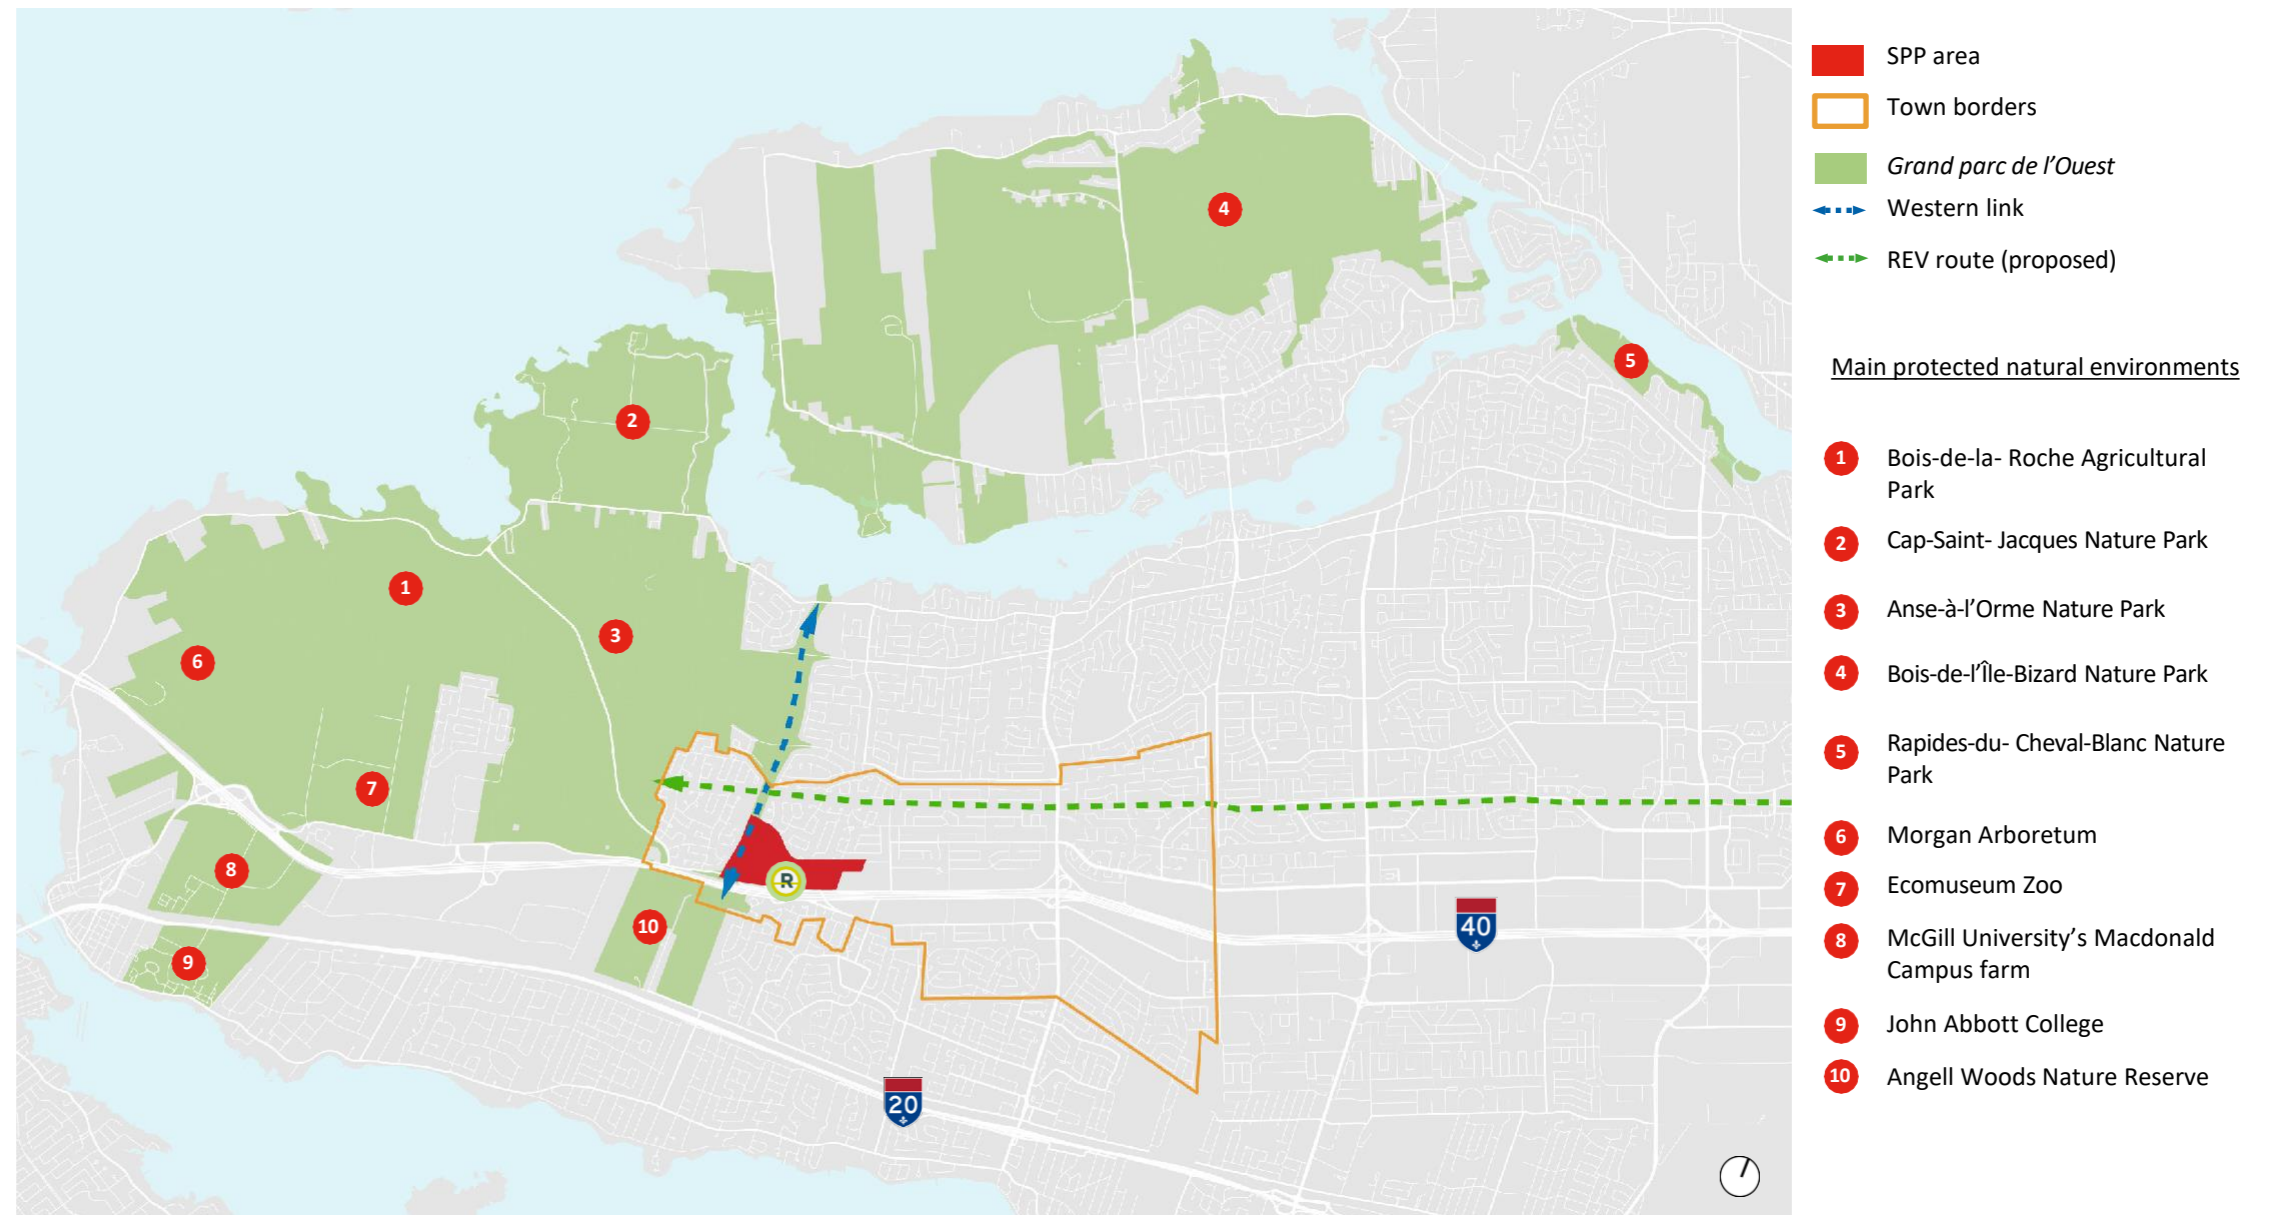 SPP area
Town borders
Grand parc de l’Ouest
Western link
REV route (proposed)
Main protected natural environments
1 Bois-de-la- Roche Agricultural
Park
2 Cap-Saint- Jacques Nature Park
3 Anse-à-l’Orme Nature Park
4 Bois-de-l’Île-Bizard Nature Park
5 Rapides-du- Cheval-Blanc Nature
Park
6 Morgan Arboretum
7 Ecomuseum Zoo
8 McGill University’s Macdonald
Campus farm
9 John Abbott College
10 Angell Woods Nature Reserve
4
5
2
1
3
6
7
8
R
10
40
9
20